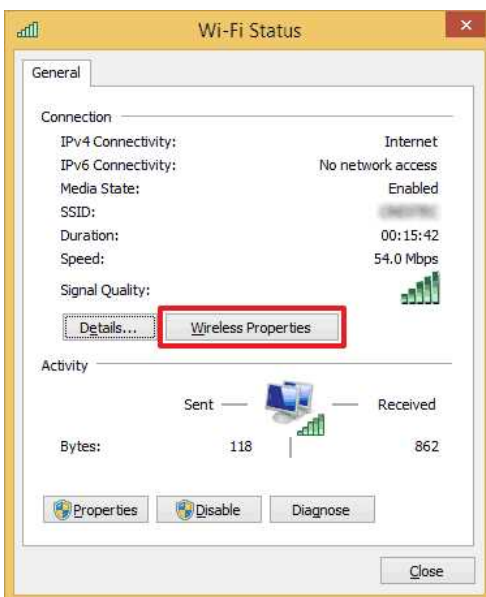 Wi-Fi Status
General
Connection
IPv4 Connectivity: Internet
IPv6 Connectivity: No network access
Media State: Enabled
SSID:
Duration: 00:15:42
Speed: 54.0 Mbps
Signal Quality:
Details... Wireless Properties
Activity
Sent Received
Bytes: 118 862
Properties Disable Diagnose
Close